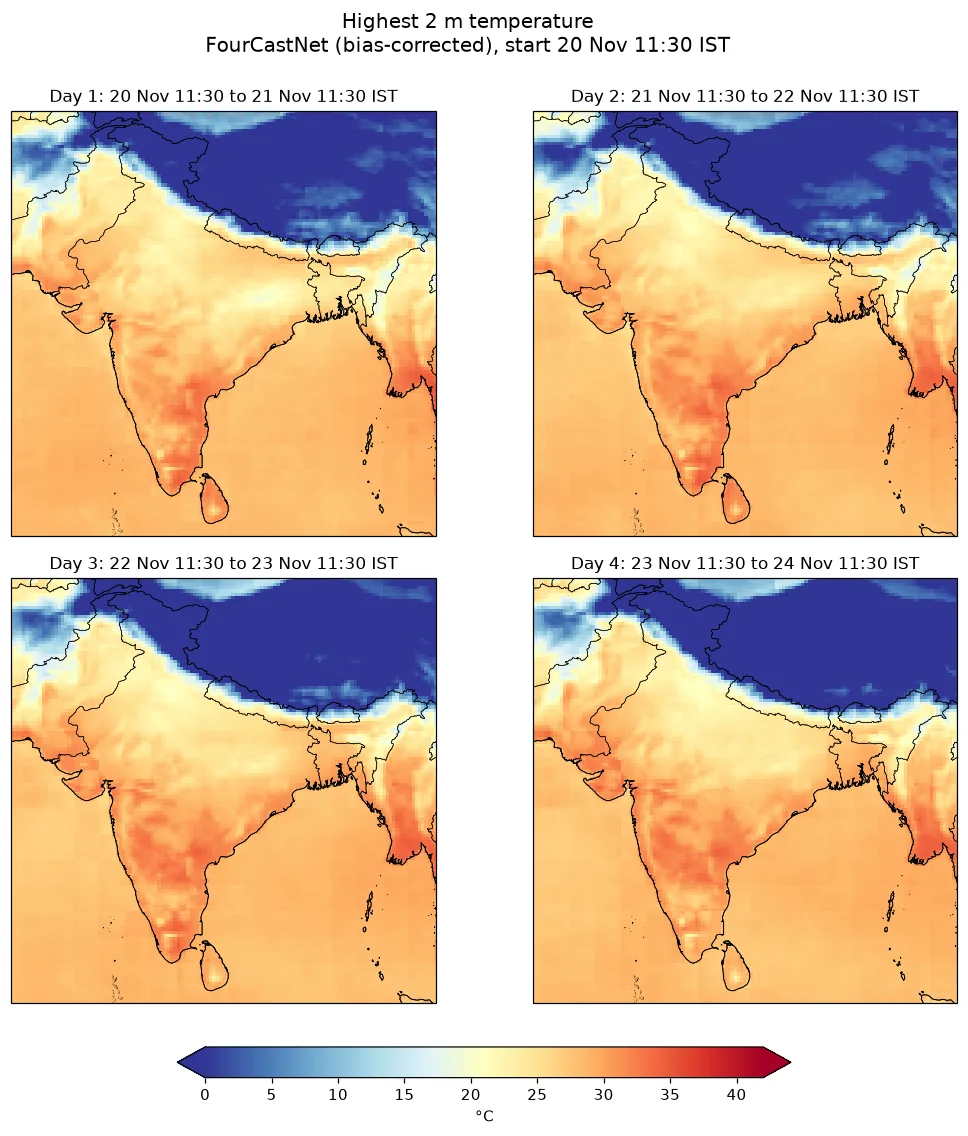 Highest 2 m temperature
FourCastNet (bias-corrected), start 20 Nov 11:30 IST
Day 1: 20 Nov 11:30 to 21 Nov 11:30 IST
Day 2: 21 Nov 11:30 to 22 Nov 11:30 IST
Day 3: 22 Nov 11:30 to 23 Nov 11:30 IST
Day 4: 23 Nov 11:30 to 24 Nov 11:30 IST
0 5 10 15 20 25 30 35 40
°C